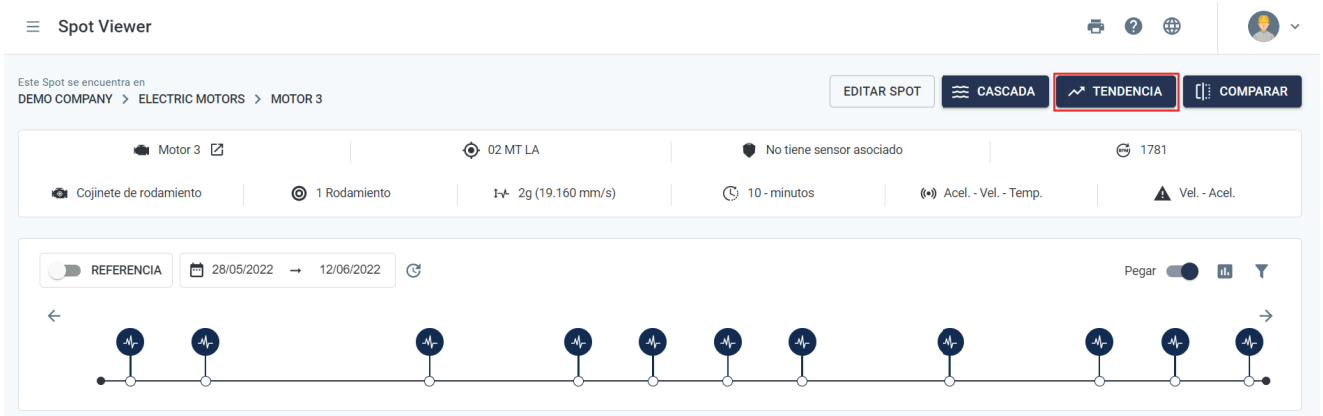 Spot Viewer
Este Spot se encuentra en
DEMO COMPANY > ELECTRIC MOTORS > MOTOR 3
EDITAR SPOT
CASCADA
TENDENCIA
COMPARAR
Motor 3
02 MT LA
No tiene sensor asociado
RPM 1781
Cojinete de rodamiento
1 Rodamiento
2g (19.160 mm/s)
10 - minutos
Acel. - Vel. - Temp.
Vel. - Acel.
REFERENCIA
28/05/2022 → 12/06/2022
Pegar